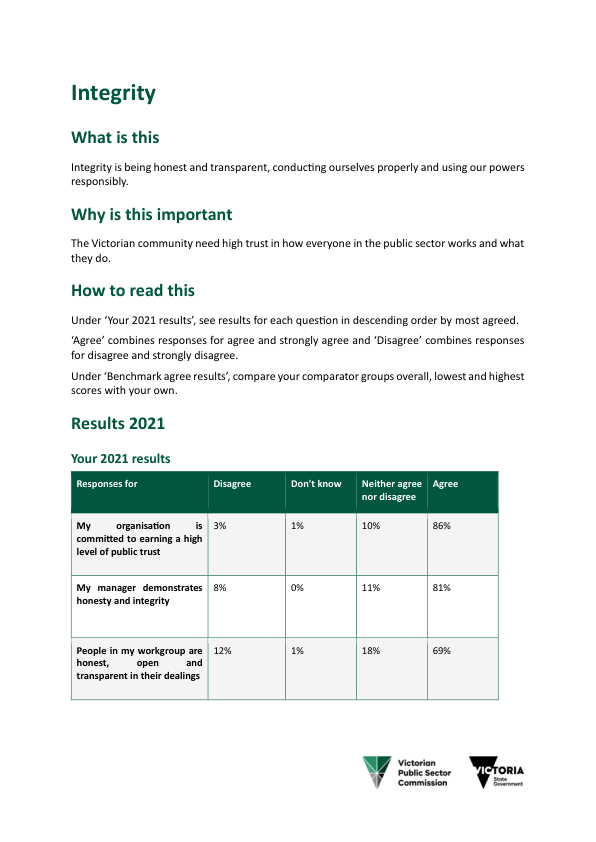 Integrity
What is this
Integrity is being honest and transparent, conducting ourselves properly and using our powers
responsibly.
Why is this important
The Victorian community need high trust in how everyone in the public sector works and what
they do.
How to read this
Under ‘Your 2021 results’, see results for each question in descending order by most agreed.
‘Agree’ combines responses for agree and strongly agree and ‘Disagree’ combines responses
for disagree and strongly disagree.
Under ‘Benchmark agree results’, compare your comparator groups overall, lowest and highest
scores with your own.
Results 2021
Your 2021 results
Responses for Disagree Don't know Neither agree Agree
nor disagree
My organisation is 3% 1% 10% 86%
committed to earning a high
level of public trust
My manager demonstrates 8% 0% 11% 81%
honesty and integrity
People in my workgroup are 12% 1% 18% 69%
honest, open and
transparent in their dealings
Victorian
Public Sector
Commission
VICTORIA
State
Government